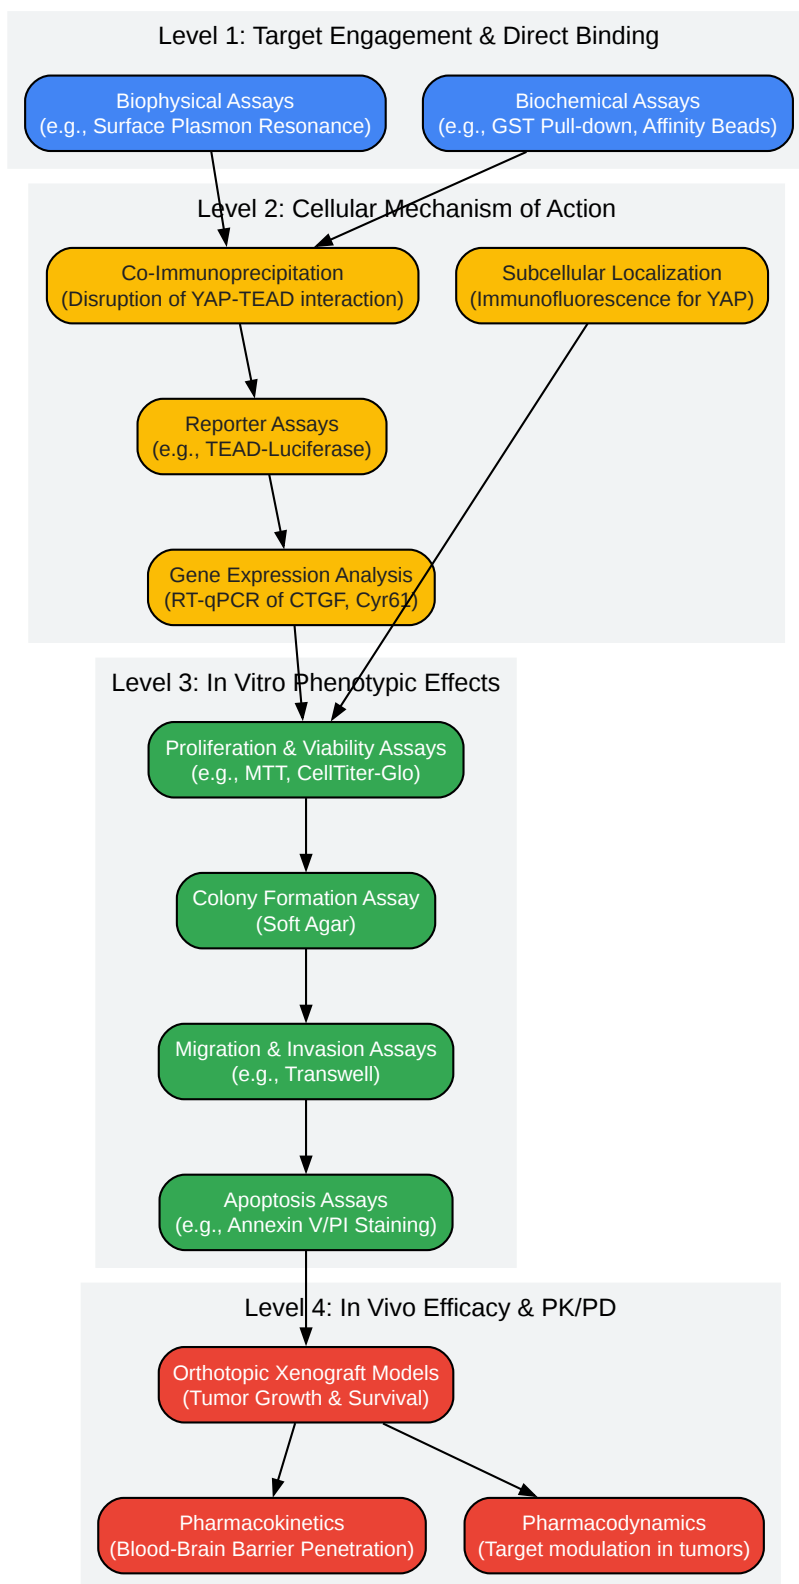 Level 1: Target Engagement & Direct Binding
Biophysical Assays
(e.g., Surface Plasmon Resonance)
Biochemical Assays
(e.g., GST Pull-down, Affinity Beads)
Level 2: Cellular Mechanism of Action
Co-Immunoprecipitation
(Disruption of YAP-TEAD interaction)
Subcellular Localization
(Immunofluorescence for YAP)
Reporter Assays
(e.g., TEAD-Luciferase)
Gene Expression Analysis
(RT-qPCR of CTGF, Cyr61)
Level 3: In Vitro Phenotypic Effects
Proliferation & Viability Assays
(e.g., MTT, CellTiter-Glo)
Colony Formation Assay
(Soft Agar)
Migration & Invasion Assays
(e.g., Transwell)
Apoptosis Assays
(e.g., Annexin V/PI Staining)
Level 4: In Vivo Efficacy & PK/PD
Orthotopic Xenograft Models
(Tumor Growth & Survival)
Pharmacokinetics
(Blood-Brain Barrier Penetration)
Pharmacodynamics
(Target modulation in tumors)